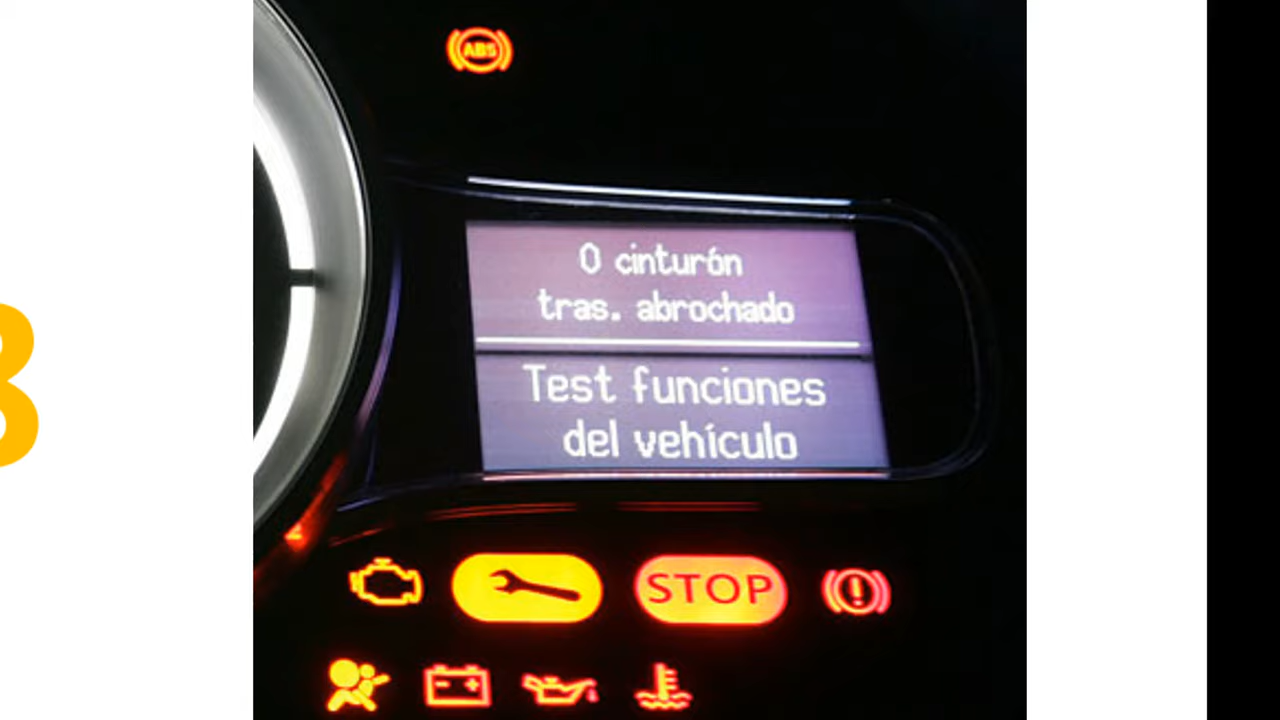 ABS
0 cinturón
tras. abrochado
Test funciones
del vehículo
STOP